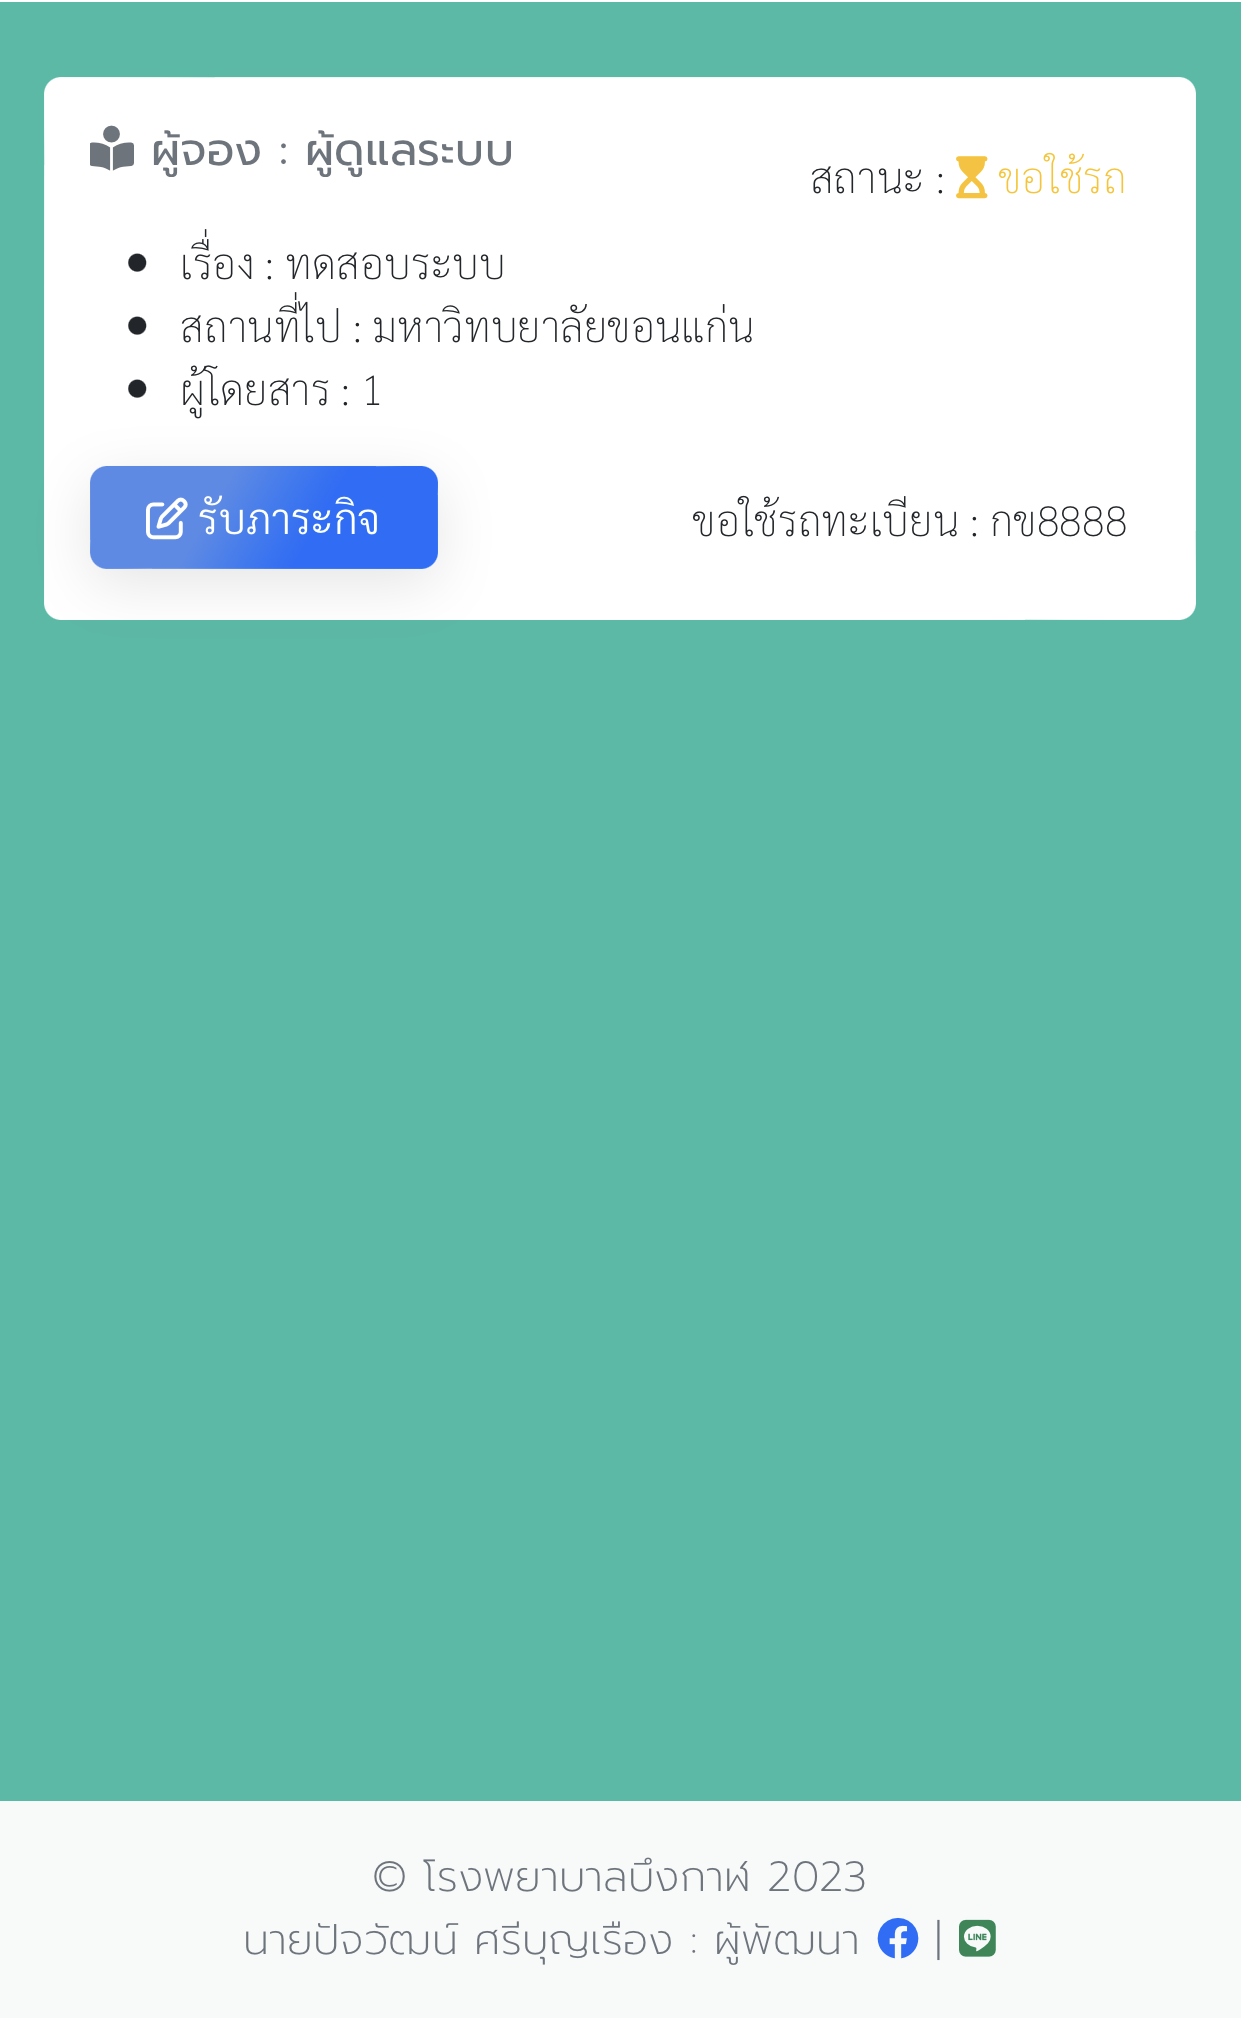 ผู้จอง : ผู้ดูแลระบบ
สถานะ : ขอใช้รถ
เรื่อง : ทดสอบระบบ
สถานที่ไป : มหาวิทบยาลัยขอนแก่น
ผู้โดยสาร : 1
รับภาระกิจ
ขอใช้รถทะเบียน : กข8888
© โรงพยาบาลบึงกาฬ 2023
นายปัจวัฒน์ ศรีบุญเรือง : ผู้พัฒนา | LINE